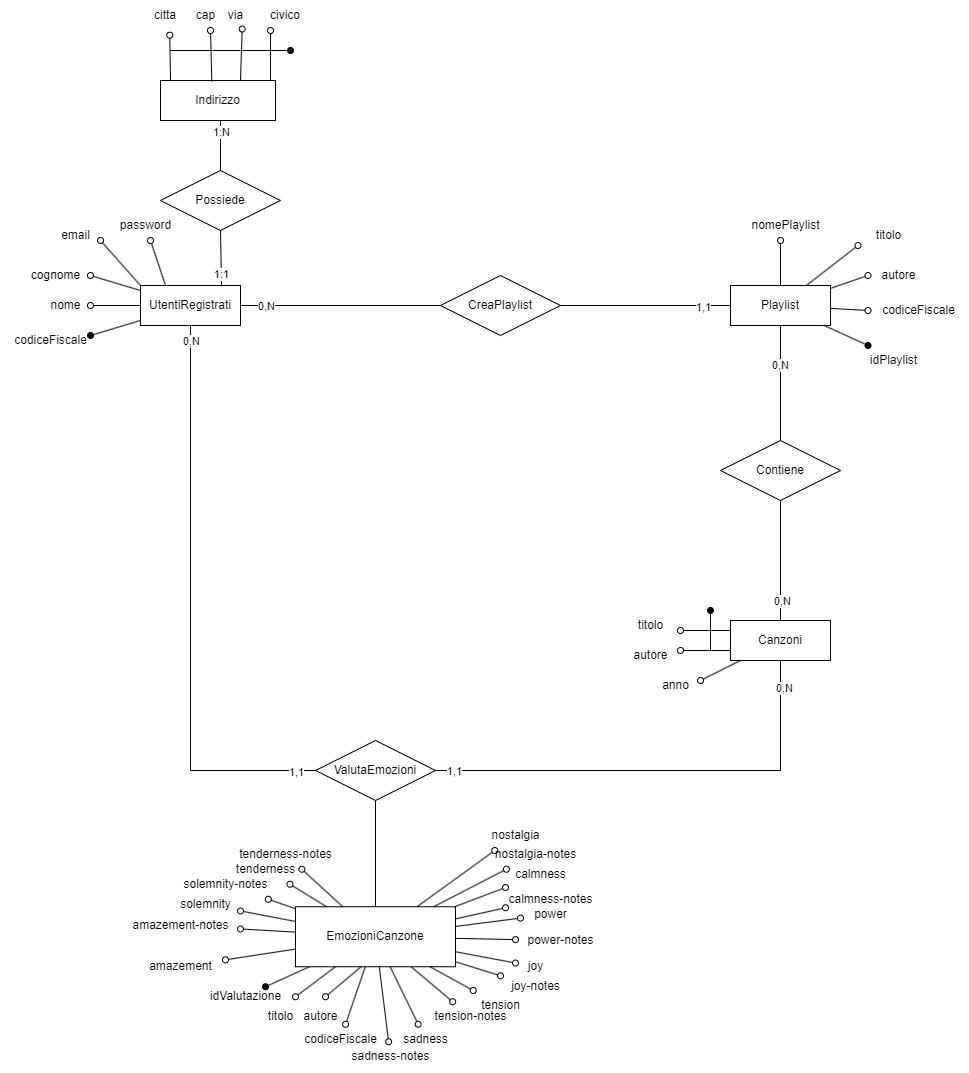 citta cap via civico
Indirizzo
1:N
Possiede
email password
cognome
nome
codiceFiscale
1:1
UtentiRegistrati
0,N
0,N
CreaPlaylist
1,1
nomePlaylist
titolo
autore
codiceFiscale
idPlaylist
Playlist
0,N
Contiene
0,N
titolo
autore
anno
Canzoni
0,N
1,1
ValutaEmozioni
1,1
nostalgia
nostalgia-notes
calmness
calmness-notes
power
power-notes
joy
joy-notes
tension
tension-notes
sadness
sadness-notes
codiceFiscale
autore
titolo
idValutazione
amazement
amazement-notes
solemnity
solemnity-notes
tenderness
tenderness-notes
EmozioniCanzone